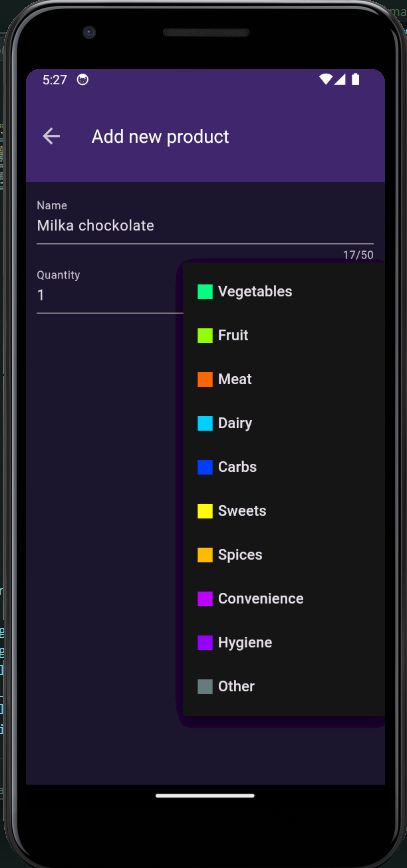 5:27
Add new product
Name
Milka chockolate
17/50
Quantity
1
Vegetables
Fruit
Meat
Dairy
Carbs
Sweets
Spices
Convenience
Hygiene
Other